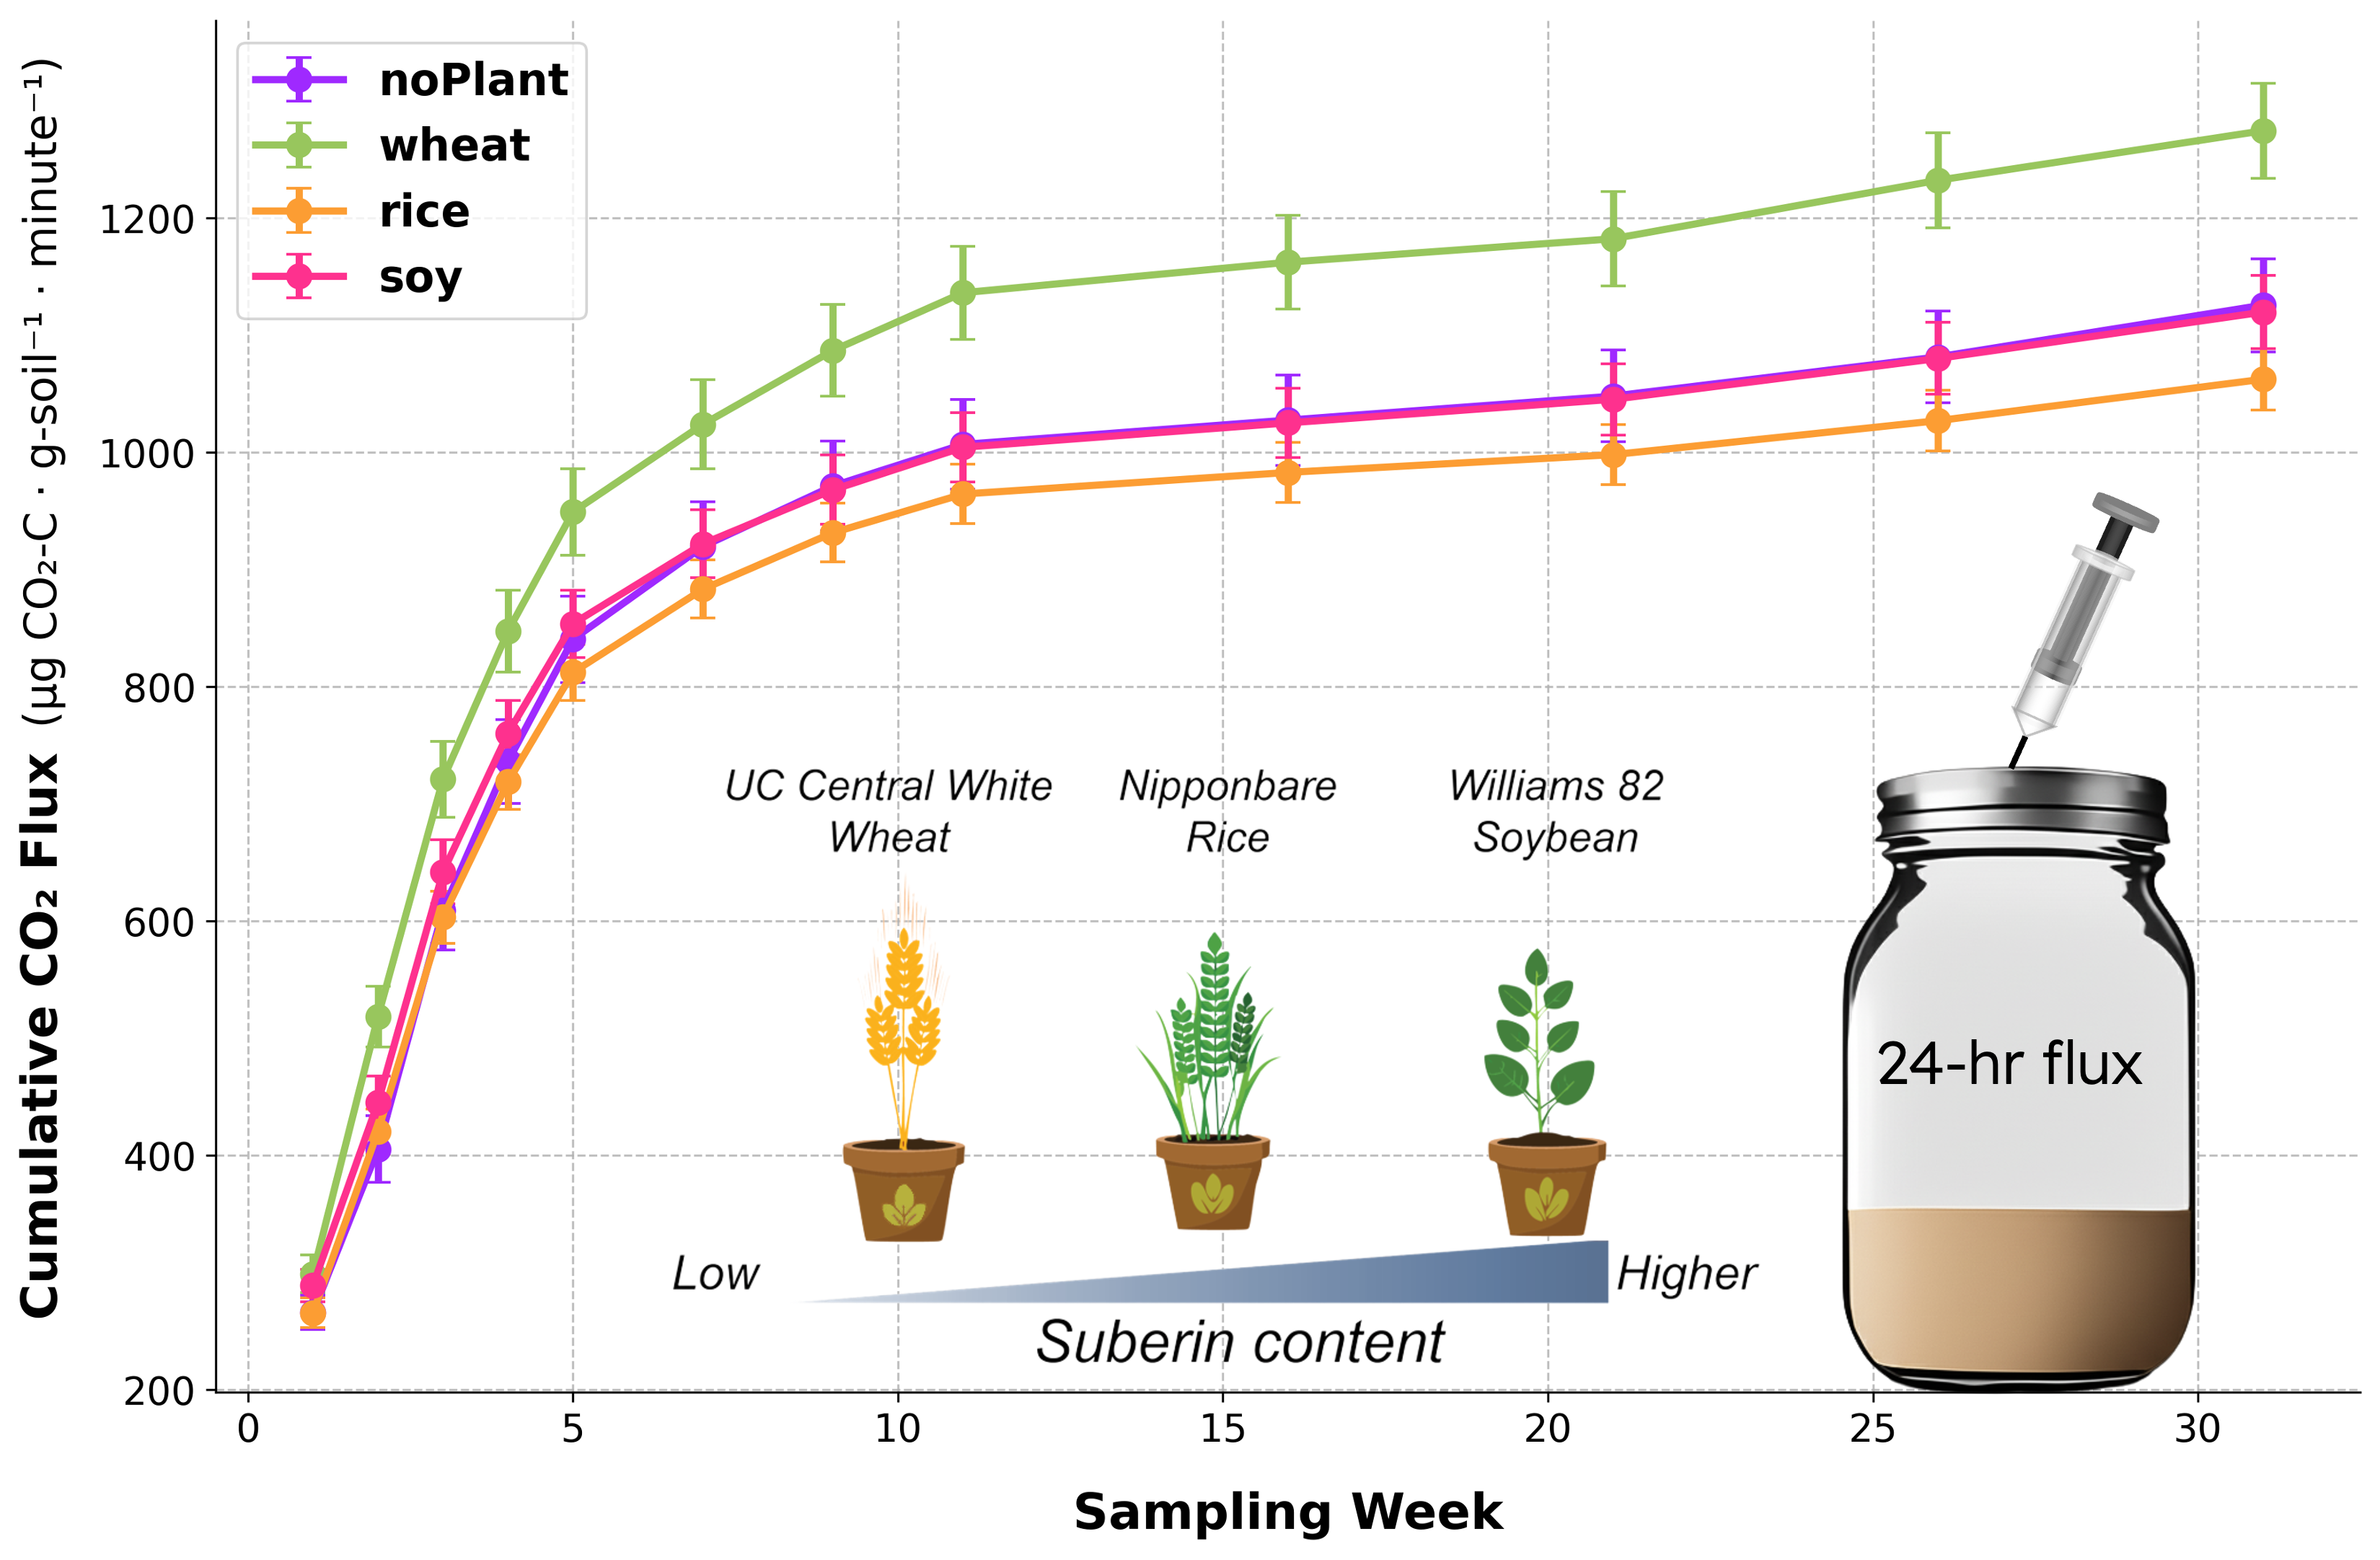 noPlant
wheat
rice
soy
Cumulative CO₂ Flux (µg CO₂-C · g-soil⁻¹ · minute⁻¹)
1200
1000
800
600
400
200
UC Central White
Wheat
Nipponbare
Rice
Williams 82
Soybean
24-hr flux
Low
Higher
Suberin content
0
5
10
15
20
25
30
Sampling Week